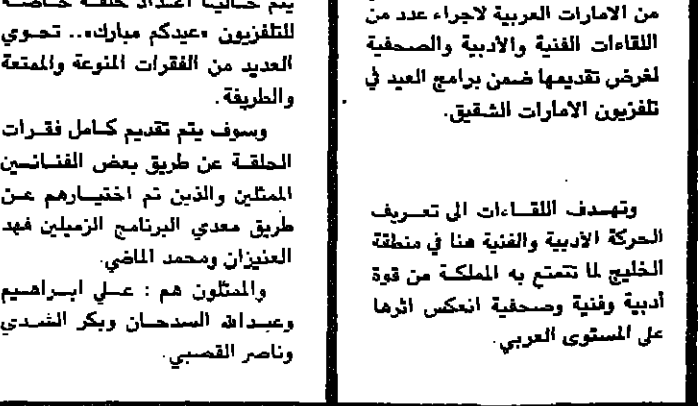 من الامارات العربية لاجراء عدد من
اللقاءات الفنية والأدبية والصحفية
لغرض تقديمها ضمن برامج العيد في
تلفزيون الامارات الشقيق.
وتهدف اللقاءات الى تعريف
الحركة الأدبية والفنية هنا في منطقة
الخليج لما تتمتع به المملكة من قوة
أدبية وفنية وصحفية انعكس اثرها
على المستوى العربي.
يتم حاليا اعداد حلقة خاصة
للتلفزيون «عيدكم مبارك».. تحوي
العديد من الفقرات المنوعة والممتعة
والطريفة.
وسوف يتم تقديم كامل فقرات
الحلقة عن طريق بعض الفنانين
الممثلين والذين تم اختيارهم عن
طريق معدي البرنامج الزميلين فهد
العنيزان ومحمد الماضي.
والممثلون هم : علي ابراهيم
وعبدالله السدحان وبكر الشدي
وناصر القصبي.